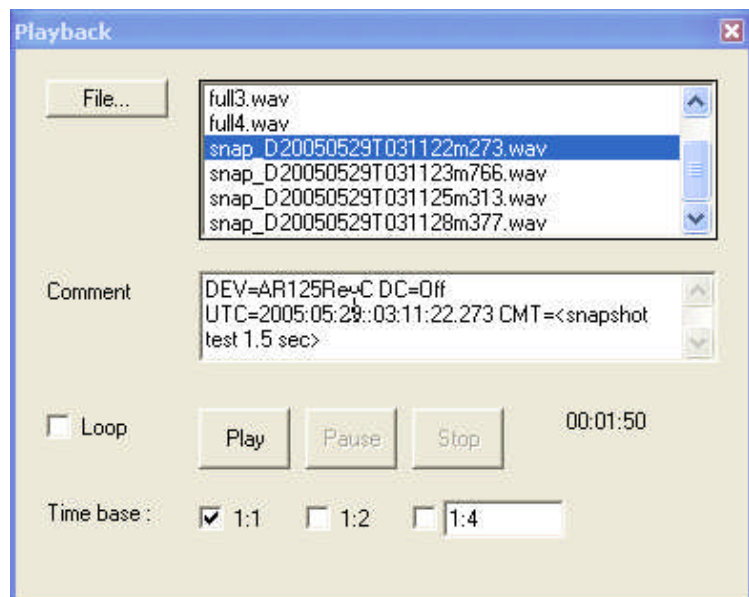 Playback
File...
full3.wav
full4.wav
snap_D20050529T031122m273.wav
snap_D20050529T031123m766.wav
snap_D20050529T031125m313.wav
snap_D20050529T031128m377.wav
Comment
DEV=AR125RevC DC=Off
UTC=2005:05:29::03:11:22.273 CMT=<snapshot
test 1.5 sec>
Loop
Play
Pause
Stop
00:01:50
Time base :
1:1
1:2
1:4